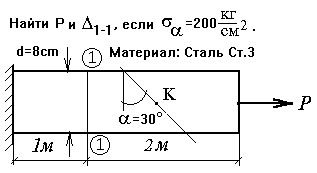 Найти P и Δ₁₋₁, если σα=200 кг/см².
d=8cm ① Материал: Сталь Ст.3
K
P
α=30°
1м ① 2м